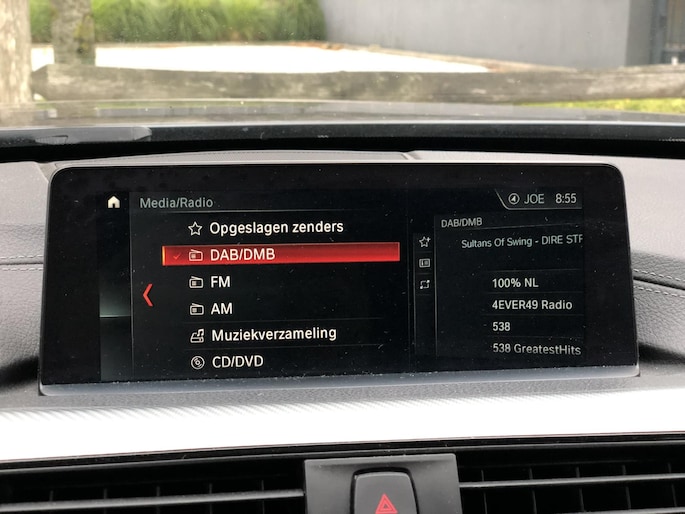 Media/Radio
JOE 8:55
Opgeslagen zenders
DAB/DMB
FM
AM
Muziekverzameling
CD/DVD
DAB/DMB
Sultans Of Swing - DIRE STR
100% NL
4EVER49 Radio
538
538 GreatestHits